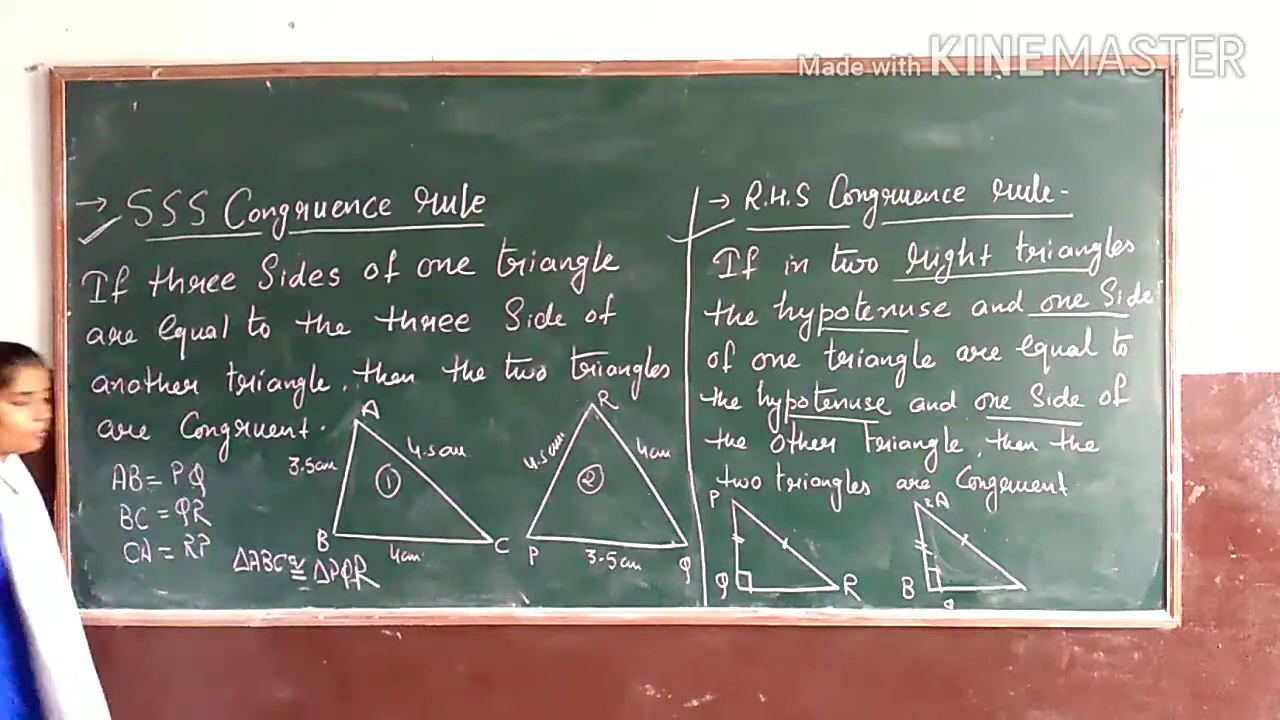 Made with KINEMASTER
→ SSS Congruence rule
If three Sides of one triangle
are equal to the three Side of
another triangle, then the two triangles
are Congruent.
AB = PQ
BC = QR
CA = RP
ΔABC ≅ ΔPQR
A
3.5cm
4.5cm
①
B
4cm
C
R
4.5cm
4cm
②
P
3.5cm
Q
→ R.H.S Congruence rule-
If in two right triangles
the hypotenuse and one Side
of one triangle are equal to
the hypotenuse and one Side of
the other triangle, then the
two triangles are Congruent.
P
Q
R
A
B